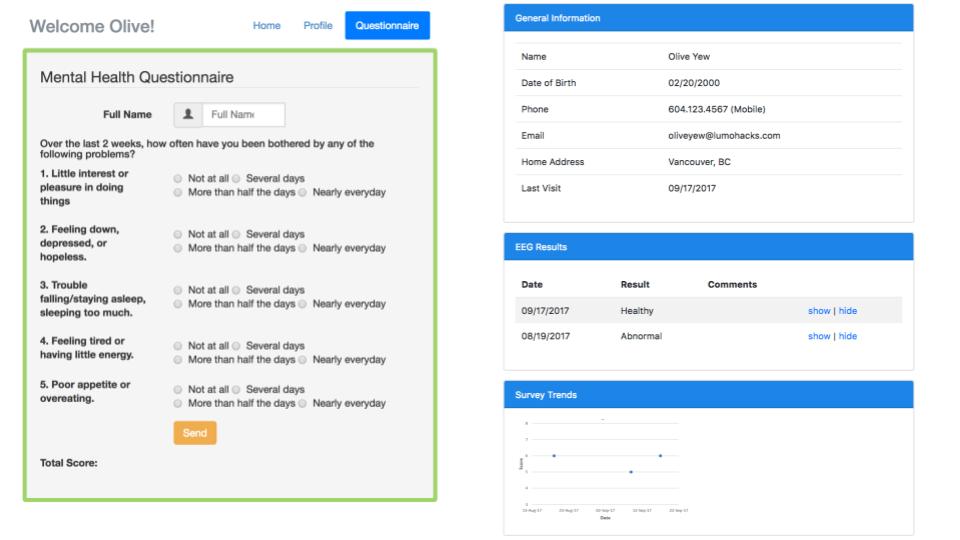 Welcome Olive!
Home Profile Questionnaire
Mental Health Questionnaire
Full Name Full Name
Over the last 2 weeks, how often have you been bothered by any of the
following problems?
1. Little interest or
pleasure in doing
things
Not at all Several days
More than half the days Nearly everyday
2. Feeling down,
depressed, or
hopeless.
Not at all Several days
More than half the days Nearly everyday
3. Trouble
falling/staying asleep,
sleeping too much.
Not at all Several days
More than half the days Nearly everyday
4. Feeling tired or
having little energy.
Not at all Several days
More than half the days Nearly everyday
5. Poor appetite or
overeating.
Not at all Several days
More than half the days Nearly everyday
Send
Total Score:
General Information
Name Olive Yew
Date of Birth 02/20/2000
Phone 604.123.4567 (Mobile)
Email oliveyew@lumohacks.com
Home Address Vancouver, BC
Last Visit 09/17/2017
EEG Results
Date Result Comments
09/17/2017 Healthy show | hide
08/19/2017 Abnormal show | hide
Survey Trends
8
7
6
5
4
3
Score
Date